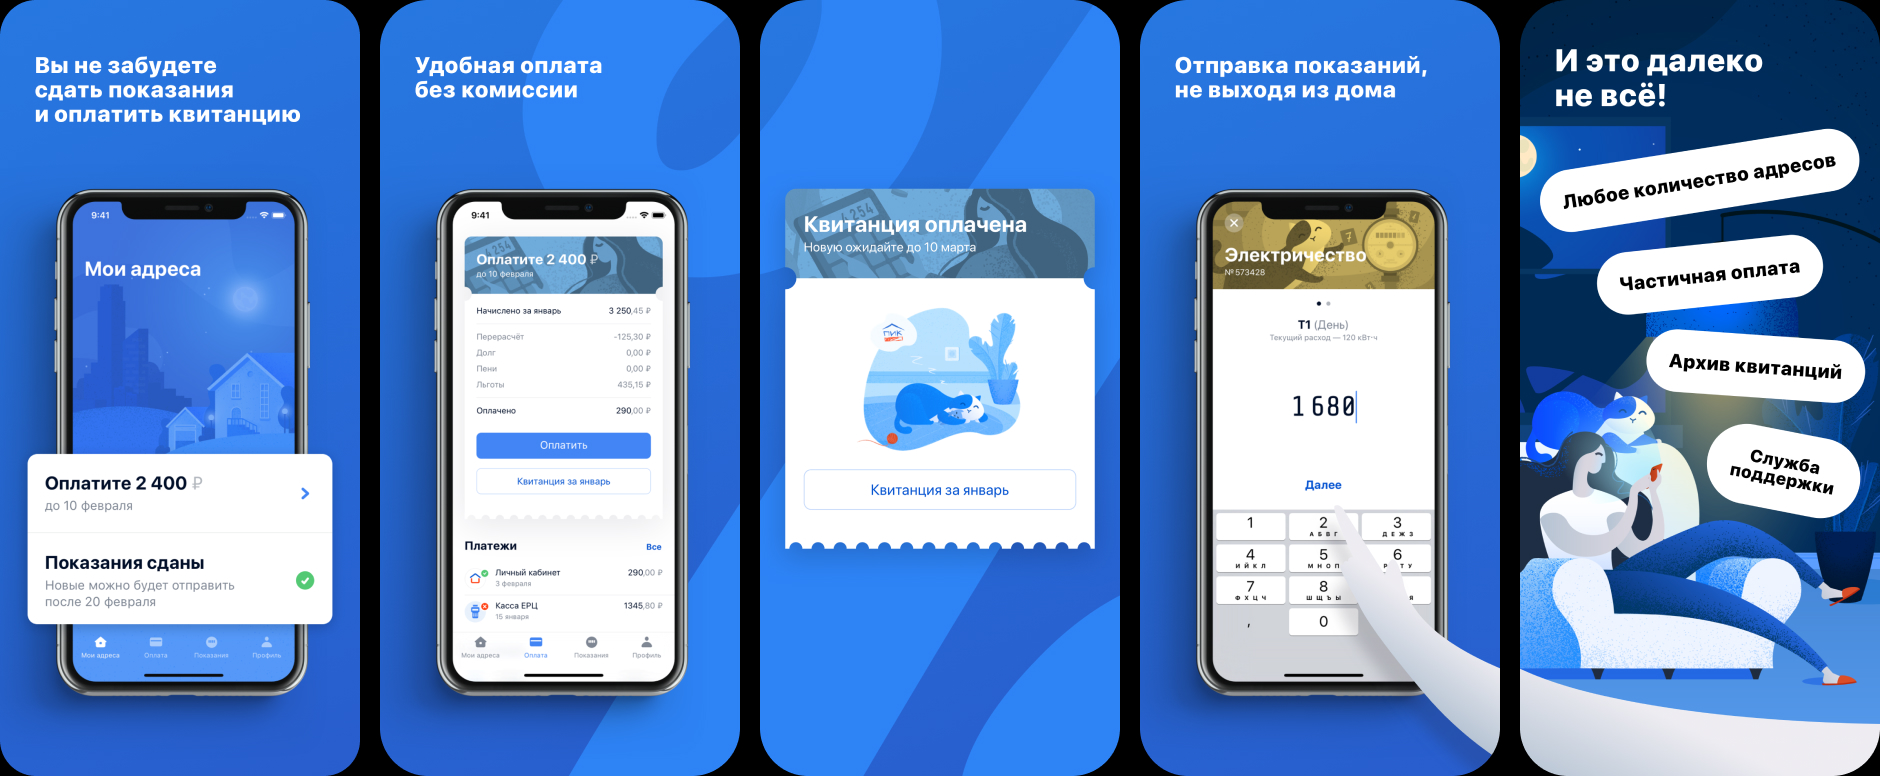 Вы не забудете
сдать показания
и оплатить квитанцию
9:41
Мои адреса
Оплатите 2 400 ₽
до 10 февраля
Показания сданы
Новые можно будет отправить
после 20 февраля
Мои адреса Оплата Показания Профиль
Удобная оплата
без комиссии
9:41
4254
Оплатите 2 400 ₽
до 10 февраля
Начислено за январь 3 250,45 ₽
Перерасчёт -125,30 ₽
Долг 0,00 ₽
Пени 0,00 ₽
Льготы 435,15 ₽
Оплачено 290,00 ₽
Оплатить
Квитанция за январь
Платежи Все
Личный кабинет 290,00 ₽
3 февраля
Касса ЕРЦ 1345,80 ₽
15 января
Мои адреса Оплата Показания Профиль
4254
Квитанция оплачена
Новую ожидайте до 10 марта
ПИК
Квитанция за январь
Отправка показаний,
не выходя из дома
7
Электричество
№573428
Т1 (День)
Текущий расход — 120 кВт·ч
1680
Далее
1 2 3
АБВГ ДЕЖЗ
4 5 6
ИЙКЛ МНОП
7 8
ФХЦЧ ШЩЪЫ
, 0
И это далеко
не всё!
Любое количество адресов
Частичная оплата
Архив квитанций
Служба
поддержки